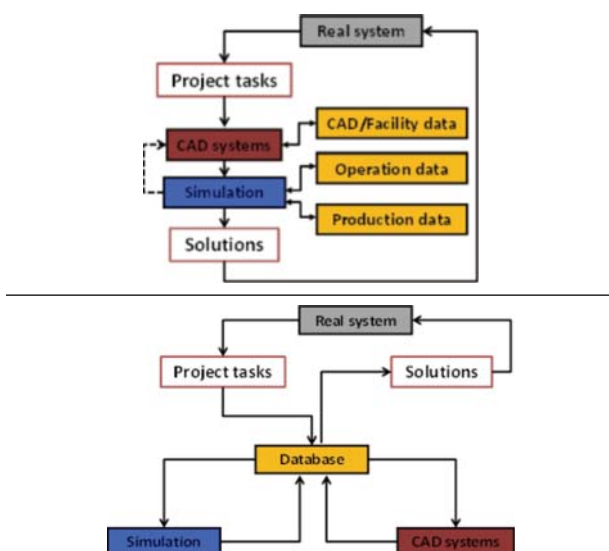 Real system
Project tasks
CAD/Facility data
CAD systems
Operation data
Simulation
Production data
Solutions
Real system
Project tasks
Solutions
Database
Simulation
CAD systems